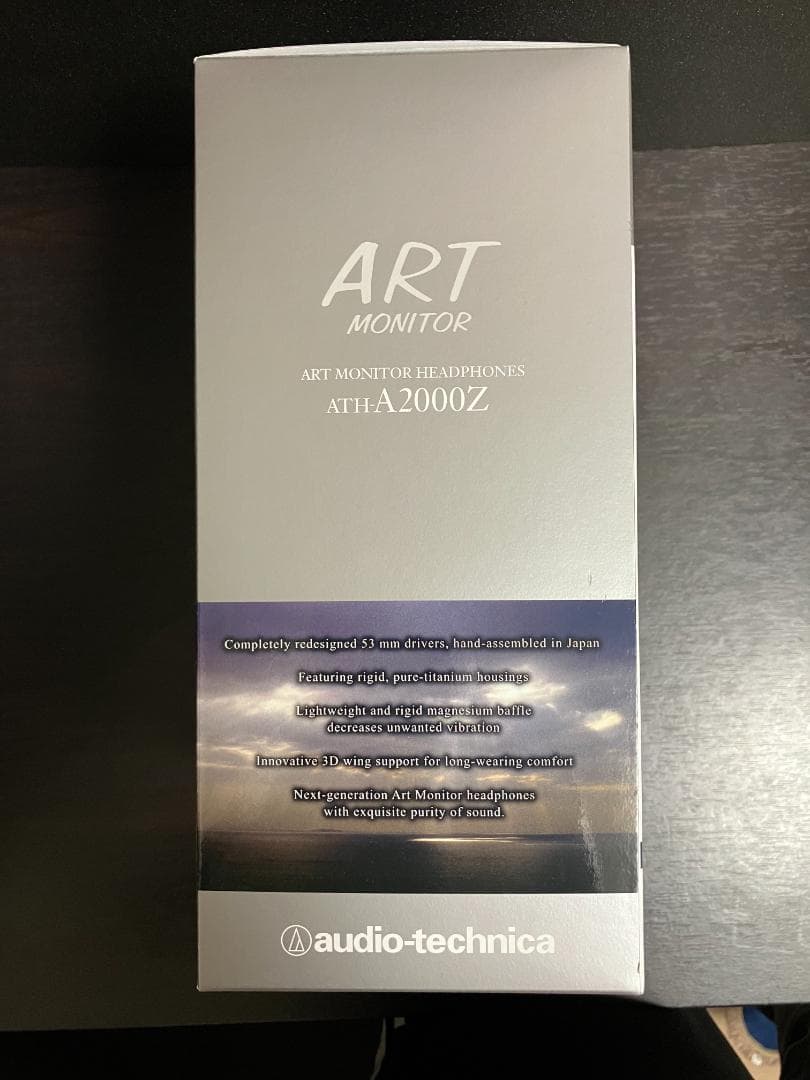 ART
MONITOR
ART MONITOR HEADPHONES
ATH-A2000Z
Completely redesigned 53 mm drivers, hand-assembled in Japan
Featuring rigid, pure-titanium housings
Lightweight and rigid magnesium baffle
decreases unwanted vibration
Innovative 3D wing support for long-wearing comfort
Next-generation Art Monitor headphones
with exquisite purity of sound.
audio-technica